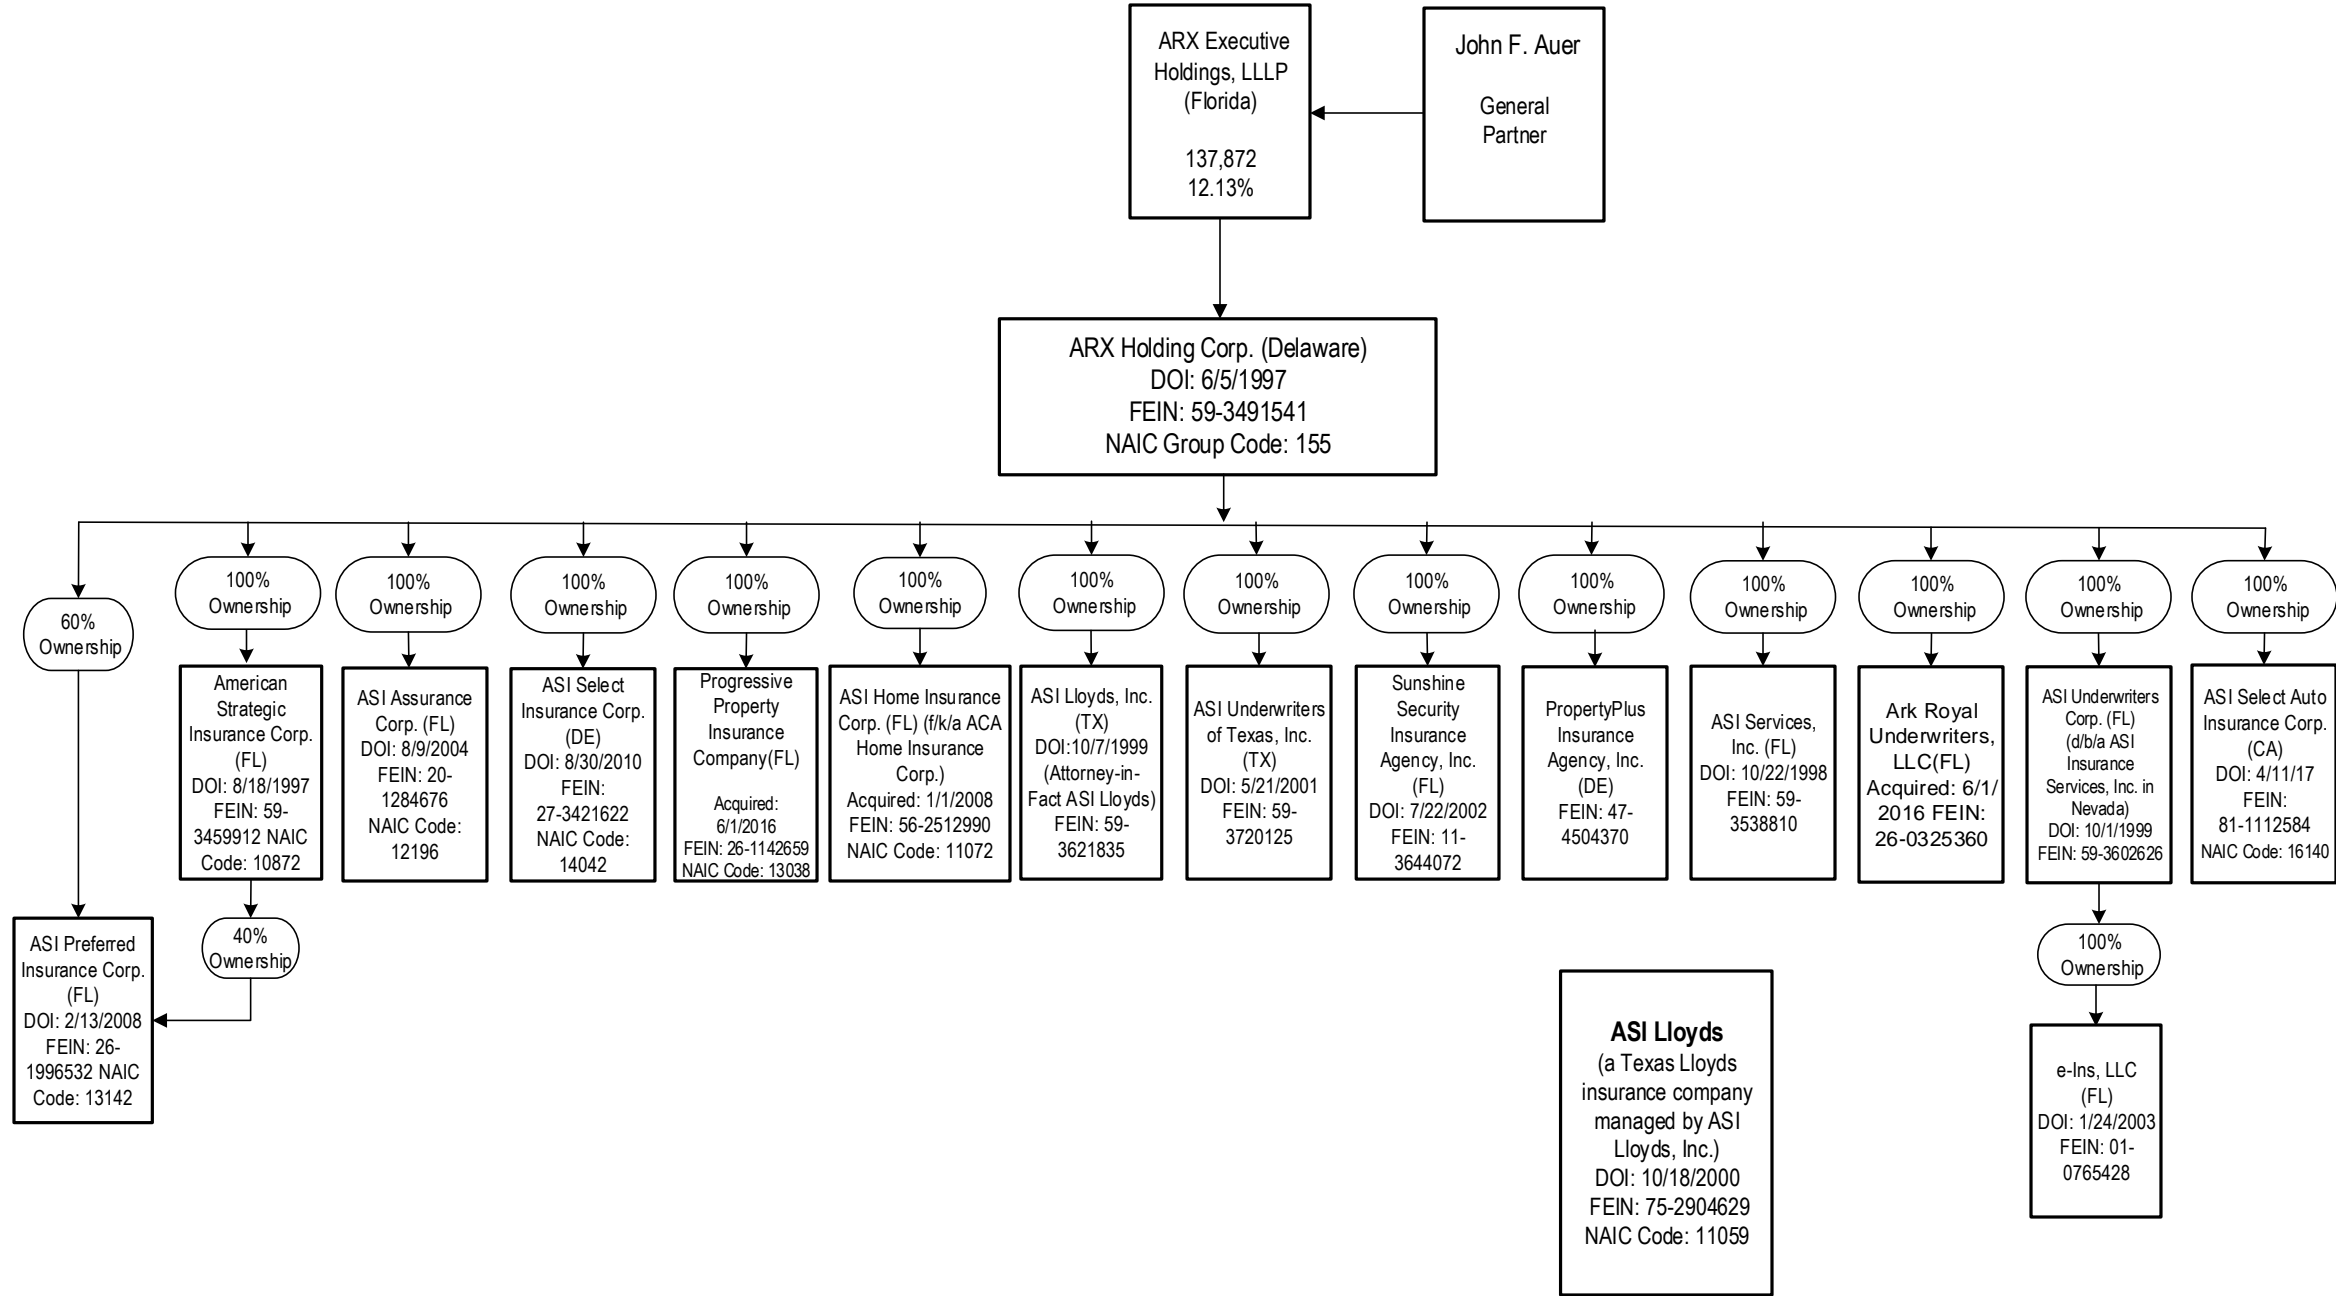 ARX Executive
Holdings, LLLP
(Florida)
137,872
12.13%
John F. Auer
General
Partner
ARX Holding Corp. (Delaware)
DOI: 6/5/1997
FEIN: 59-3491541
NAIC Group Code: 155
60%
Ownership
100%
Ownership
100%
Ownership
100%
Ownership
100%
Ownership
100%
Ownership
100%
Ownership
100%
Ownership
100%
Ownership
100%
Ownership
100%
Ownership
100%
Ownership
100%
Ownership
100%
Ownership
American
Strategic
Insurance Corp.
(FL)
DOI: 8/18/1997
FEIN: 59-
3459912 NAIC
Code: 10872
ASI Assurance
Corp. (FL)
DOI: 8/9/2004
FEIN: 20-
1284676
NAIC Code:
12196
ASI Select
Insurance Corp.
(DE)
DOI: 8/30/2010
FEIN:
27-3421622
NAIC Code:
14042
Progressive
Property
Insurance
Company(FL)
Acquired:
6/1/2016
FEIN: 26-1142659
NAIC Code: 13038
ASI Home Insurance
Corp. (FL) (f/k/a ACA
Home Insurance
Corp.)
Acquired: 1/1/2008
FEIN: 56-2512990
NAIC Code: 11072
ASI Lloyds, Inc.
(TX)
DOI:10/7/1999
(Attorney-in-
Fact ASI Lloyds)
FEIN: 59-
3621835
ASI Underwriters
of Texas, Inc.
(TX)
DOI: 5/21/2001
FEIN: 59-
3720125
Sunshine
Security
Insurance
Agency, Inc.
(FL)
DOI: 7/22/2002
FEIN: 11-
3644072
PropertyPlus
Insurance
Agency, Inc.
(DE)
FEIN: 47-
4504370
ASI Services,
Inc. (FL)
DOI: 10/22/1998
FEIN: 59-
3538810
Ark Royal
Underwriters,
LLC(FL)
Acquired: 6/1/
2016 FEIN:
26-0325360
ASI Underwriters
Corp. (FL)
(d/b/a ASI
Insurance
Services, Inc. in
Nevada)
DOI: 10/1/1999
FEIN: 59-3602626
ASI Select Auto
Insurance Corp.
(CA)
DOI: 4/11/17
FEIN:
81-1112584
NAIC Code: 16140
ASI Preferred
Insurance Corp.
(FL)
DOI: 2/13/2008
FEIN: 26-
1996532 NAIC
Code: 13142
40%
Ownership
100%
Ownership
ASI Lloyds
(a Texas Lloyds
insurance company
managed by ASI
Lloyds, Inc.)
DOI: 10/18/2000
FEIN: 75-2904629
NAIC Code: 11059
e-Ins, LLC
(FL)
DOI: 1/24/2003
FEIN: 01-
0765428